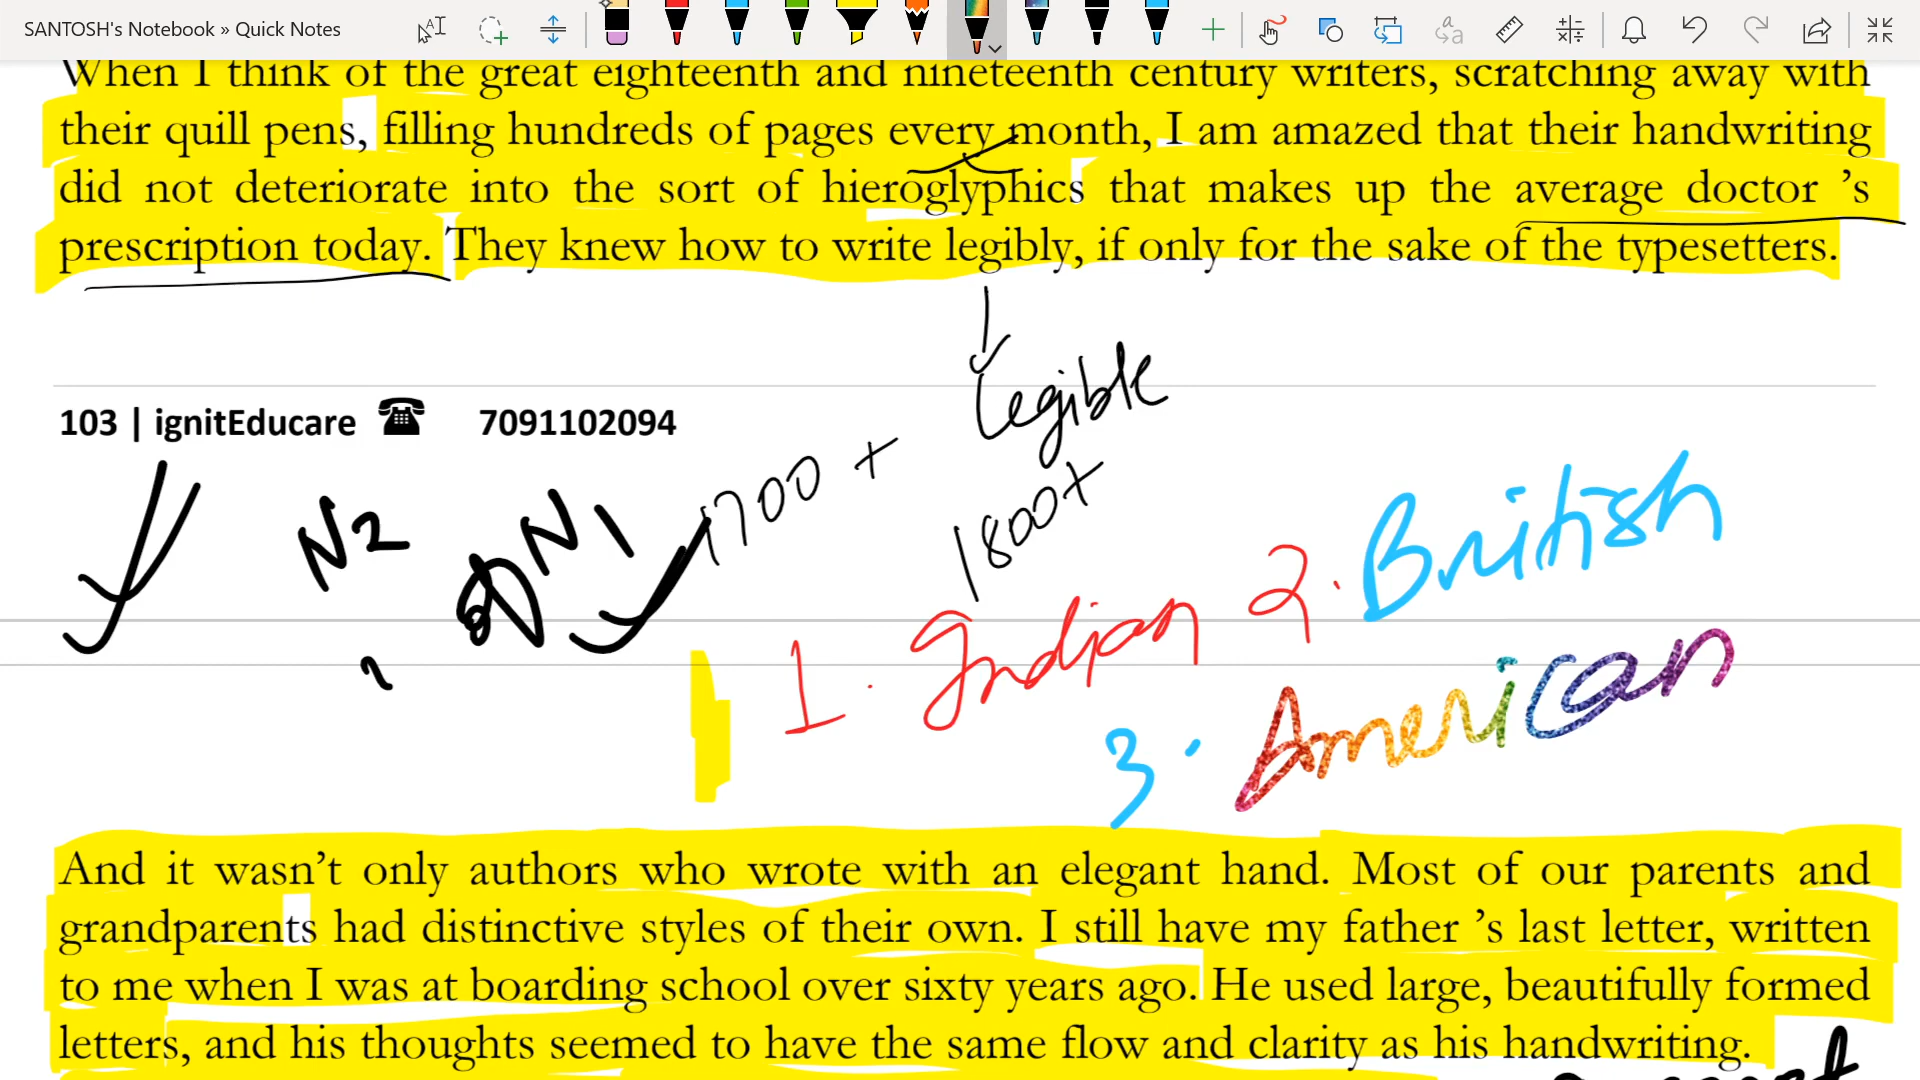 SANTOSH's Notebook » Quick Notes
When I think of the great eighteenth and nineteenth century writers, scratching away with
their quill pens, filling hundreds of pages every month, I am amazed that their handwriting
did not deteriorate into the sort of hieroglyphics that makes up the average doctor ’s
prescription today. They knew how to write legibly, if only for the sake of the typesetters.
Legible
103 | ignitEducare ☎ 7091102094
1700 +
1800+
N2
N1
1. Indian 2. British
3. American
And it wasn’t only authors who wrote with an elegant hand. Most of our parents and
grandparents had distinctive styles of their own. I still have my father ’s last letter, written
to me when I was at boarding school over sixty years ago. He used large, beautifully formed
letters, and his thoughts seemed to have the same flow and clarity as his handwriting.